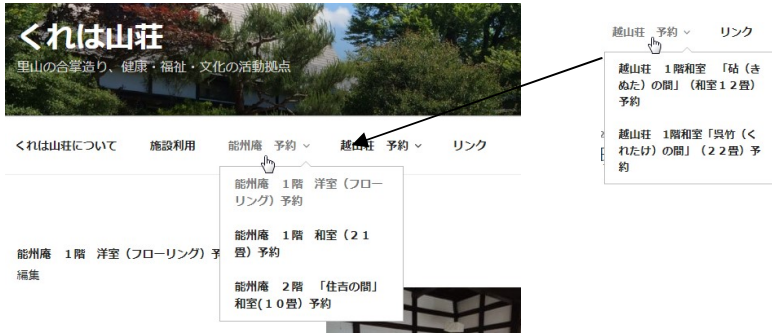 くれは山荘
里山の合掌造り、健康・福祉・文化の活動拠点
くれは山荘について　施設利用　能州庵　予約　越山荘　予約　リンク
能州庵　１階　洋室（フロー
リング）予約
能州庵　１階　和室（２１
畳）予約
能州庵　２階　「住吉の間」
和室(１０畳）予約
能州庵　１階　洋室（フローリング）予
編集
越山荘　予約　リンク
越山荘　１階和室　「砧（き
ぬた）の間」（和室１２畳）
予約
越山荘　1階和室「呉竹（く
れたけ）の間」（２２畳）予
約